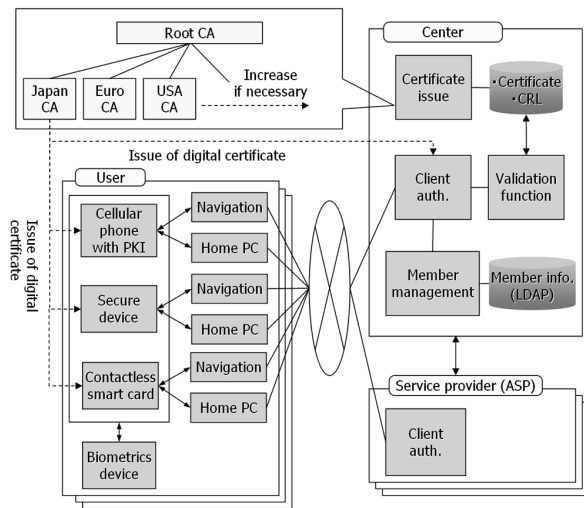 Root CA
Japan
CA
Euro
CA
USA
CA
Increase
if necessary
Center
Certificate
issue
・Certificate
・CRL
Issue of digital certificate
Client
auth.
Validation
function
Member
management
Member info.
(LDAP)
User
Issue of digital
certificate
Cellular
phone
with PKI
Navigation
Home PC
Secure
device
Navigation
Home PC
Contactless
smart card
Navigation
Home PC
Biometrics
device
Service provider (ASP)
Client
auth.